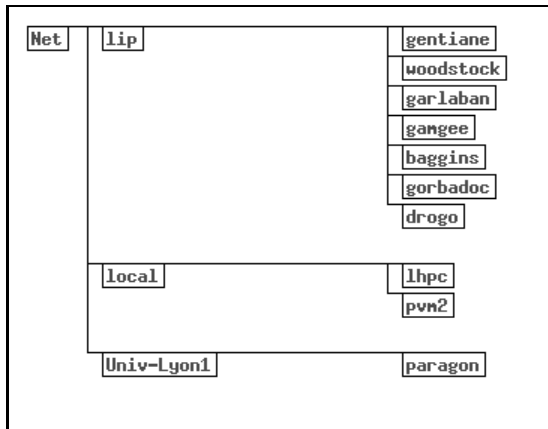 Net lip gentiane
woodstock
garlaban
gamgee
baggins
gorbadoc
drogo
local lhpc
pvm2
Univ-Lyon1 paragon